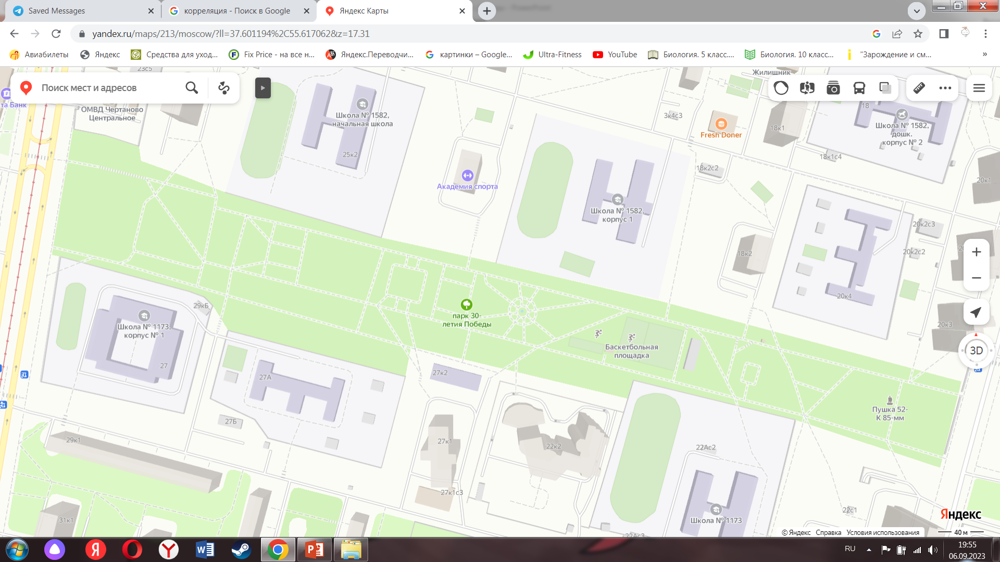 Saved Messages
корреляция - Поиск в Google
Яндекс Карты
yandex.ru/maps/213/moscow/?ll=37.601194%2C55.617062&z=17.31
Авиабилеты
Яндекс
Средства для уход...
Fix Price - на все н...
Яндекс.Переводчи...
картинки – Google...
Ultra-Fitness
YouTube
Биология. 5 класс....
Биология. 10 класс...
"Зарождение и см...
»
23с5
Жилищник
Поиск мест и адресов
та Банк
ОМВД Чертаново
Центральное
Школа № 1582,
начальная школа
25к2
3к4с3
Fresh Doner
18к1
18
Школа № 1582,
дошк.
корпус № 2
18к1с4
18к2с2
20к1
Академия спорта
Школа № 1582,
корпус 1
20к2с3
18к2
20к2с2
20к4
29кБ
парк 30-
летия Победы
Школа № 1173,
корпус № 1
27
20к3
Баскетбольная
площадка
3D
27А
27к2
Пушка 52-
К 85-мм
27Б
29к1
27к1
22к2
22Ас2
27к1с3
31к1
Школа № 1173
22с1
22Ас3
Яндекс
© Яндекс Справка Условия использования
40 м
RU
19:55
06.09.2023